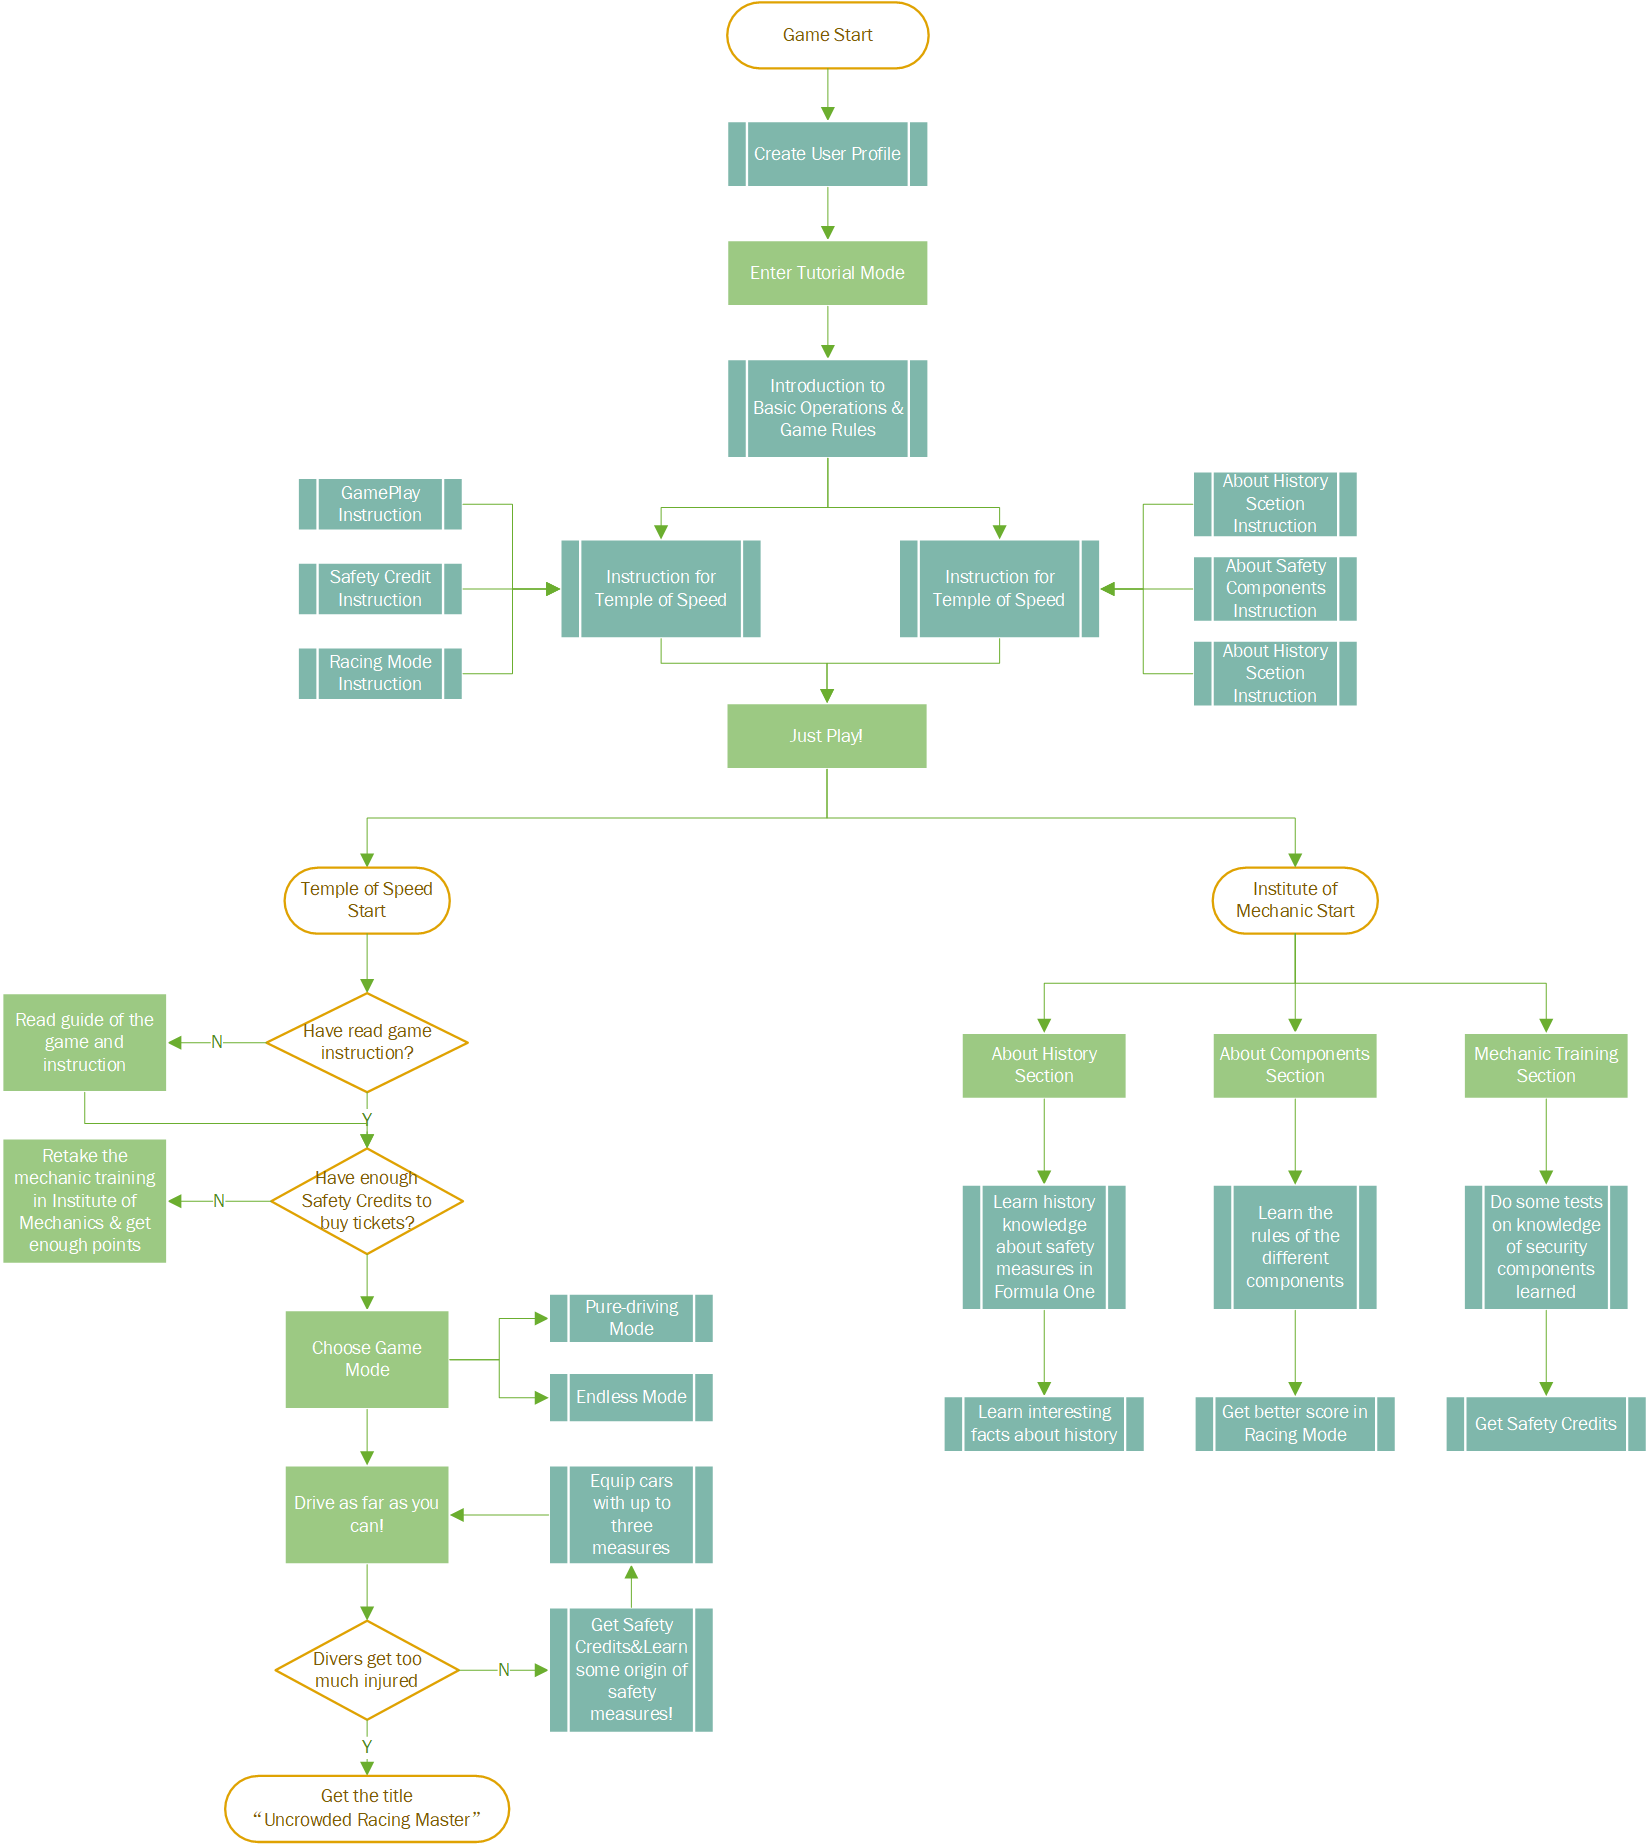 Game Start
Create User Profile
Enter Tutorial Mode
Introduction to
Basic Operations &
Game Rules
GamePlay
Instruction
Safety Credit
Instruction
Racing Mode
Instruction
Instruction for
Temple of Speed
Instruction for
Temple of Speed
About History
Scetion
Instruction
About Safety
Components
Instruction
About History
Scetion
Instruction
Just Play!
Temple of Speed
Start
Institute of
Mechanic Start
Have read game
instruction?
N
Read guide of the
game and
instruction
Y
Have enough
Safety Credits to
buy tickets?
N
Retake the
mechanic training
in Institute of
Mechanics & get
enough points
Choose Game
Mode
Pure-driving
Mode
Endless Mode
Drive as far as you
can!
Equip cars
with up to
three
measures
Divers get too
much injured
N
Get Safety
Credits&Learn
some origin of
safety
measures!
Y
Get the title
“Uncrowded Racing Master”
About History
Section
Learn history
knowledge
about safety
measures in
Formula One
Learn interesting
facts about history
About Components
Section
Learn the
rules of the
different
components
Get better score in
Racing Mode
Mechanic Training
Section
Do some tests
on knowledge
of security
components
learned
Get Safety Credits